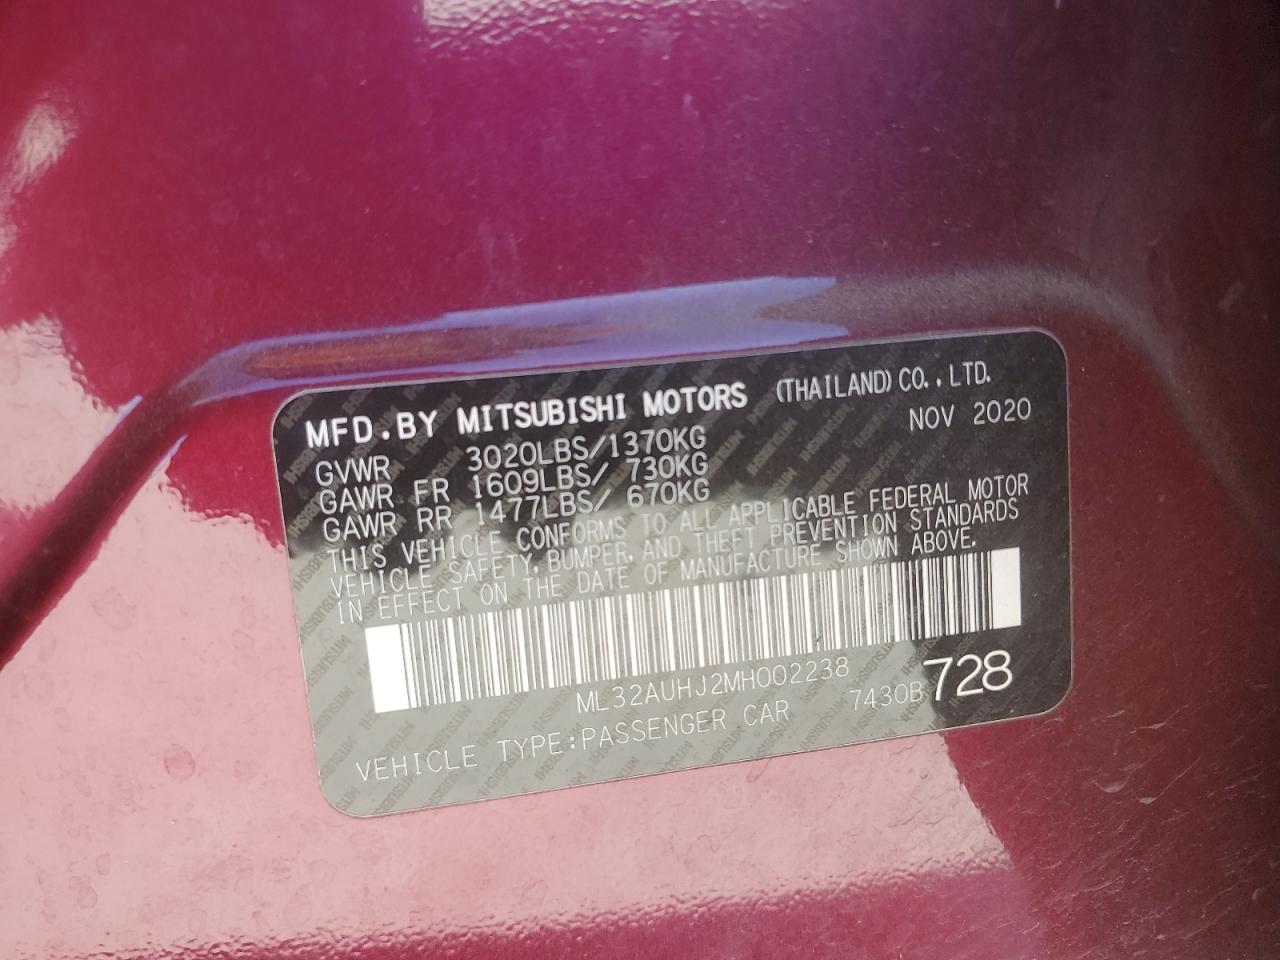 MFD.BY MITSUBISHI MOTORS (THAILAND) CO., LTD.
NOV 2020
GVWR 3020LBS/1370KG
GAWR FR 1609LBS/ 730KG
GAWR RR 1477LBS/ 670KG
THIS VEHICLE CONFORMS TO ALL APPLICABLE FEDERAL MOTOR
VEHICLE SAFETY, BUMPER, AND THEFT PREVENTION STANDARDS
IN EFFECT ON THE DATE OF MANUFACTURE SHOWN ABOVE.
ML32AUHJ2MH002238
VEHICLE TYPE:PASSENGER CAR 7430B 728